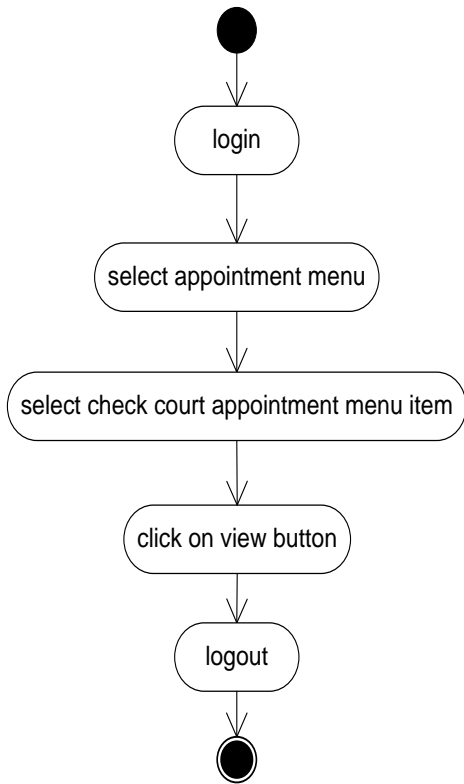 login
select appointment menu
select check court appointment menu item
click on view button
logout